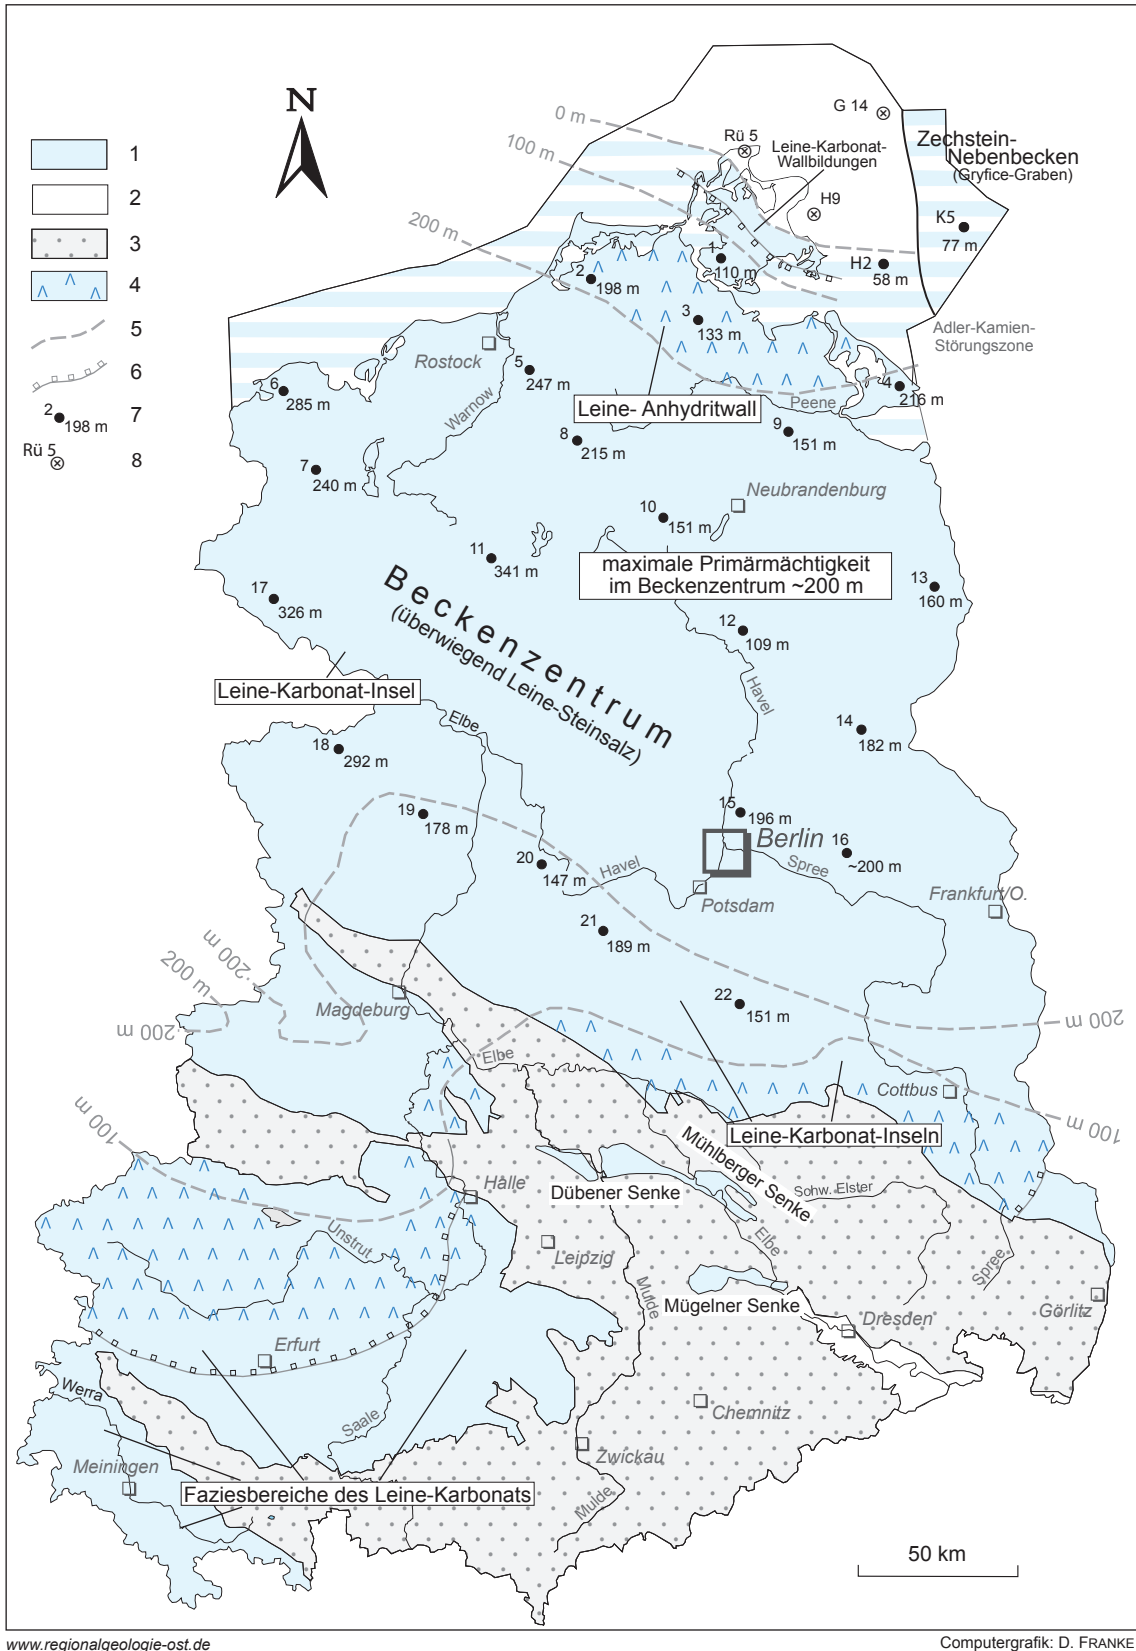 N
1
2
3
4
5
6
2
198 m
7
Rü 5
8
0 m
100 m
200 m
G 14
Rü 5
Leine-Karbonat-
Wallbildungen
H9
Zechstein-
Nebenbecken
(Gryfice-Graben)
K5
77 m
H2
58 m
1
110 m
2
198 m
3
133 m
Adler-Kamien-
Störungszone
Rostock
5
247 m
6
285 m
Warnow
4
216 m
Leine- Anhydritwall
Peene
9
151 m
8
215 m
7
240 m
Neubrandenburg
10
151 m
11
341 m
maximale Primärmächtigkeit
im Beckenzentrum ~200 m
13
160 m
17
326 m
Beckenzentrum
(überwiegend Leine-Steinsalz)
12
109 m
Leine-Karbonat-Insel
Elbe
Havel
14
182 m
18
292 m
19
178 m
15
196 m
Berlin
16
~200 m
Spree
20
147 m
Havel
Potsdam
Frankfurt/O.
21
189 m
200 m
200 m
200 m
Magdeburg
22
151 m
200 m
Elbe
Cottbus
100 m
100 m
Leine-Karbonat-Inseln
Mühlberger Senke
Halle
Dübener Senke
Sohw. Elster
Unstrut
Leipzig
Elbe
Spree
Mulde
Mügelner Senke
Görlitz
Dresden
Erfurt
Werra
Saale
Chemnitz
Zwickau
Meiningen
Faziesbereiche des Leine-Karbonats
Mulde
50 km
www.regionalgeologie-ost.de
Computergrafik: D. FRANKE